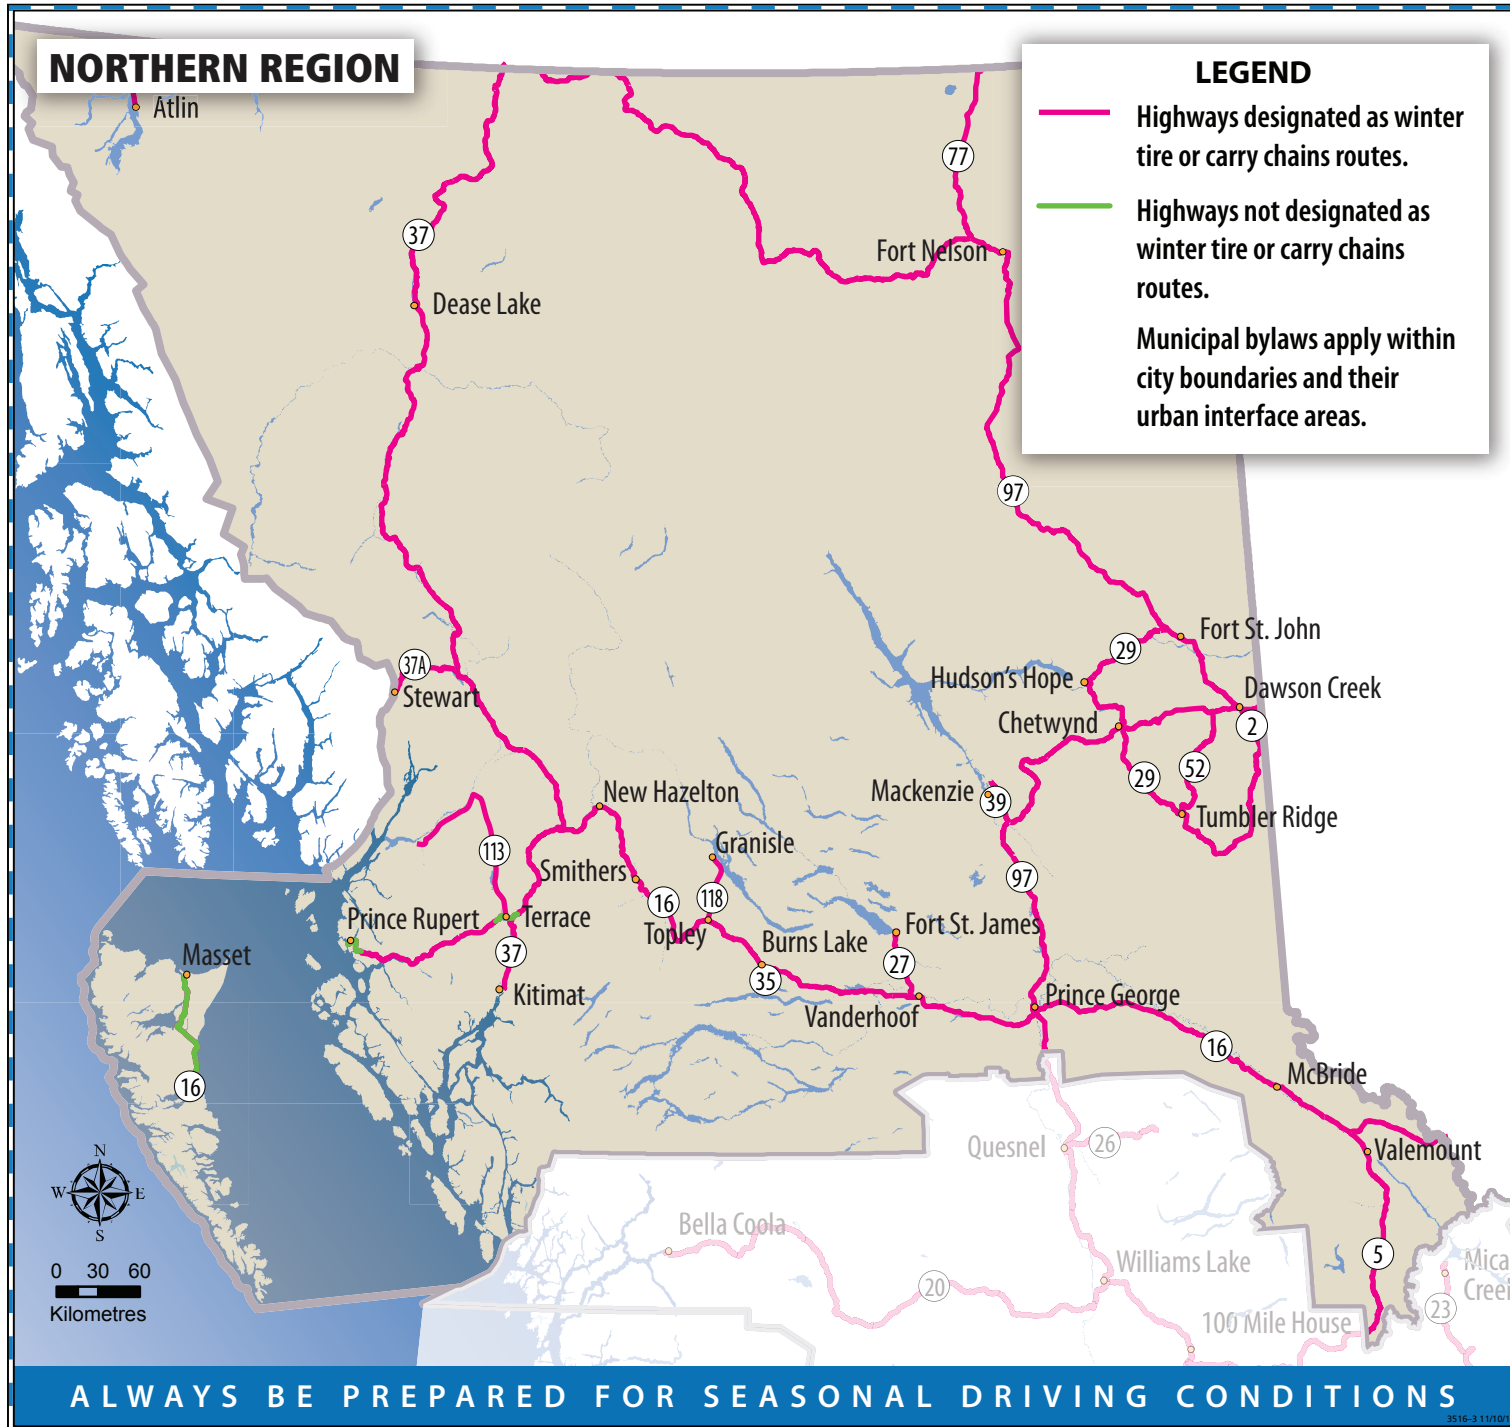 NORTHERN REGION
LEGEND
Highways designated as winter
tire or carry chains routes.
Highways not designated as
winter tire or carry chains
routes.
Municipal bylaws apply within
city boundaries and their
urban interface areas.
Atlin
77
37
Fort Nelson
Dease Lake
97
Fort St. John
29
37A
Hudson's Hope
Stewart
Dawson Creek
Chetwynd
2
52
29
Mackenzie
39
New Hazelton
Tumbler Ridge
Granisle
113
Smithers
97
118
16
Prince Rupert
Terrace
Topley
Fort St. James
Burns Lake
37
Masset
27
35
Kitimat
Prince George
Vanderhoof
16
McBride
16
Quesnel
26
Valemount
N
W
E
S
Bella Coola
5
Williams Lake
Mica
Cree
0 30 60
Kilometres
20
23
100 Mile House
ALWAYS BE PREPARED FOR SEASONAL DRIVING CONDITIONS